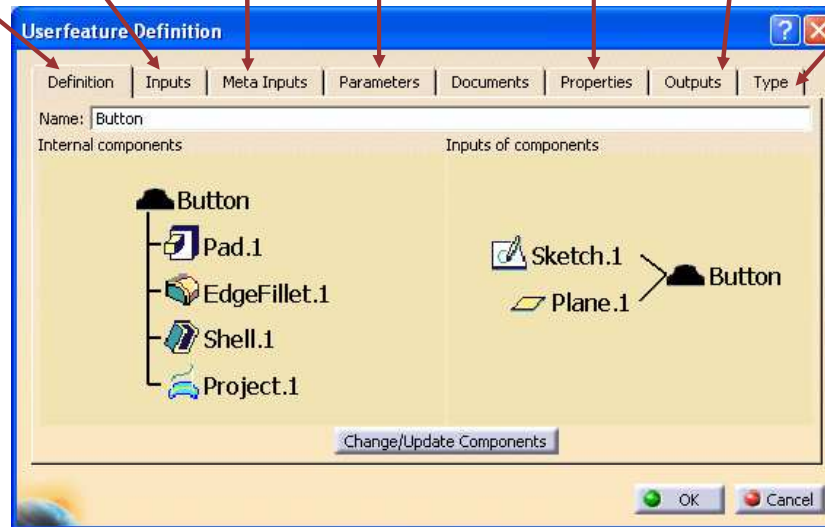 Userfeature Definition
Definition Inputs Meta Inputs Parameters Documents Properties Outputs Type
Name: Button
Internal components Inputs of components
Button
Pad.1
EdgeFillet.1
Shell.1
Project.1
Sketch.1
Plane.1
Button
Change/Update Components
OK Cancel